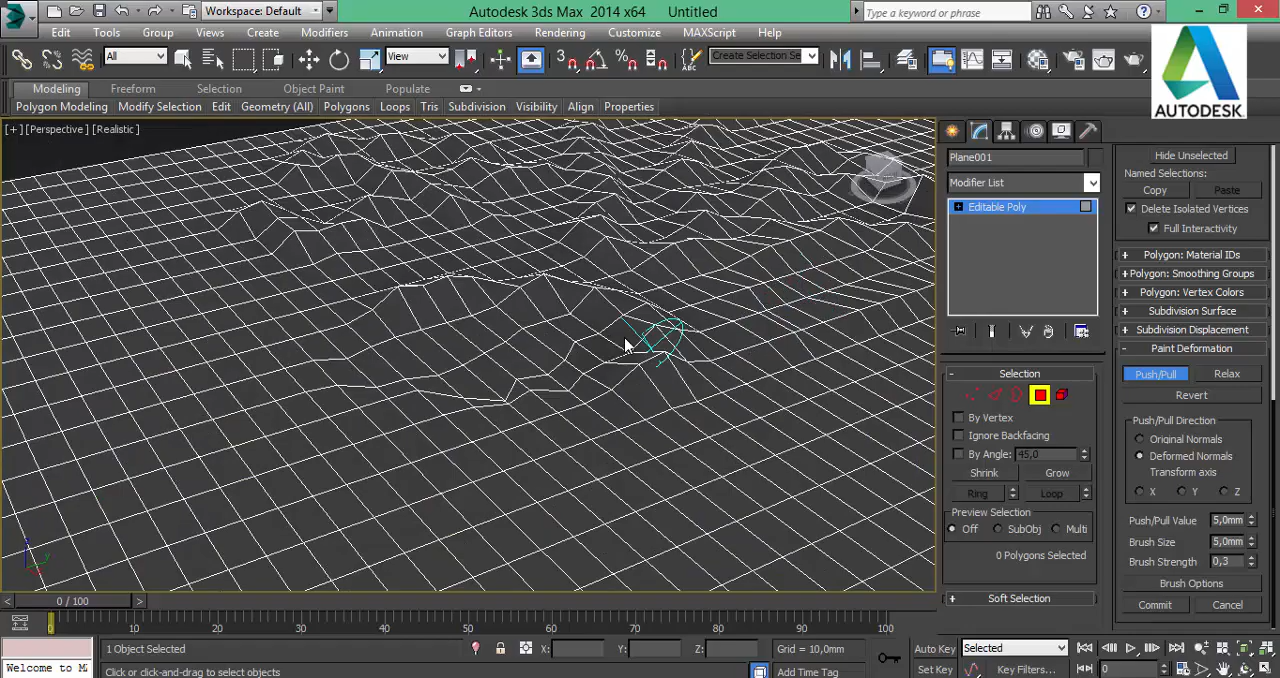 Workspace: Default
Autodesk 3ds Max 2014 x64 Untitled
Type a keyword or phrase
Edit Tools Group Views Create Modifiers Animation Graph Editors Rendering Customize MAXScript Help
All View 3 Create Selection Se
AUTODESK
Modeling Freeform Selection Object Paint Populate
Polygon Modeling Modify Selection Edit Geometry (All) Polygons Loops Tris Subdivision Visibility Align Properties
[+] [Perspective] [Realistic]
Plane001
Modifier List
Editable Poly
Selection
By Vertex
Ignore Backfacing
By Angle: 45,0
Shrink Grow
Ring Loop
Preview Selection
Off SubObj Multi
0 Polygons Selected
Soft Selection
Hide Unselected
Named Selections:
Copy Paste
Delete Isolated Vertices
Full Interactivity
Polygon: Material IDs
Polygon: Smoothing Groups
Polygon: Vertex Colors
Subdivision Surface
Subdivision Displacement
Paint Deformation
Push/Pull Relax
Revert
Push/Pull Direction
Original Normals
Deformed Normals
Transform axis
X Y Z
Push/Pull Value 5,0mm
Brush Size 5,0mm
Brush Strength 0,3
Brush Options
Commit Cancel
0 / 100
0 10 20 30 40 50 60 70 80 90 100
1 Object Selected X: Y: Z: Grid = 10,0mm Auto Key Selected
Welcome to M Click or click-and-drag to select objects Add Time Tag Set Key Key Filters... 0